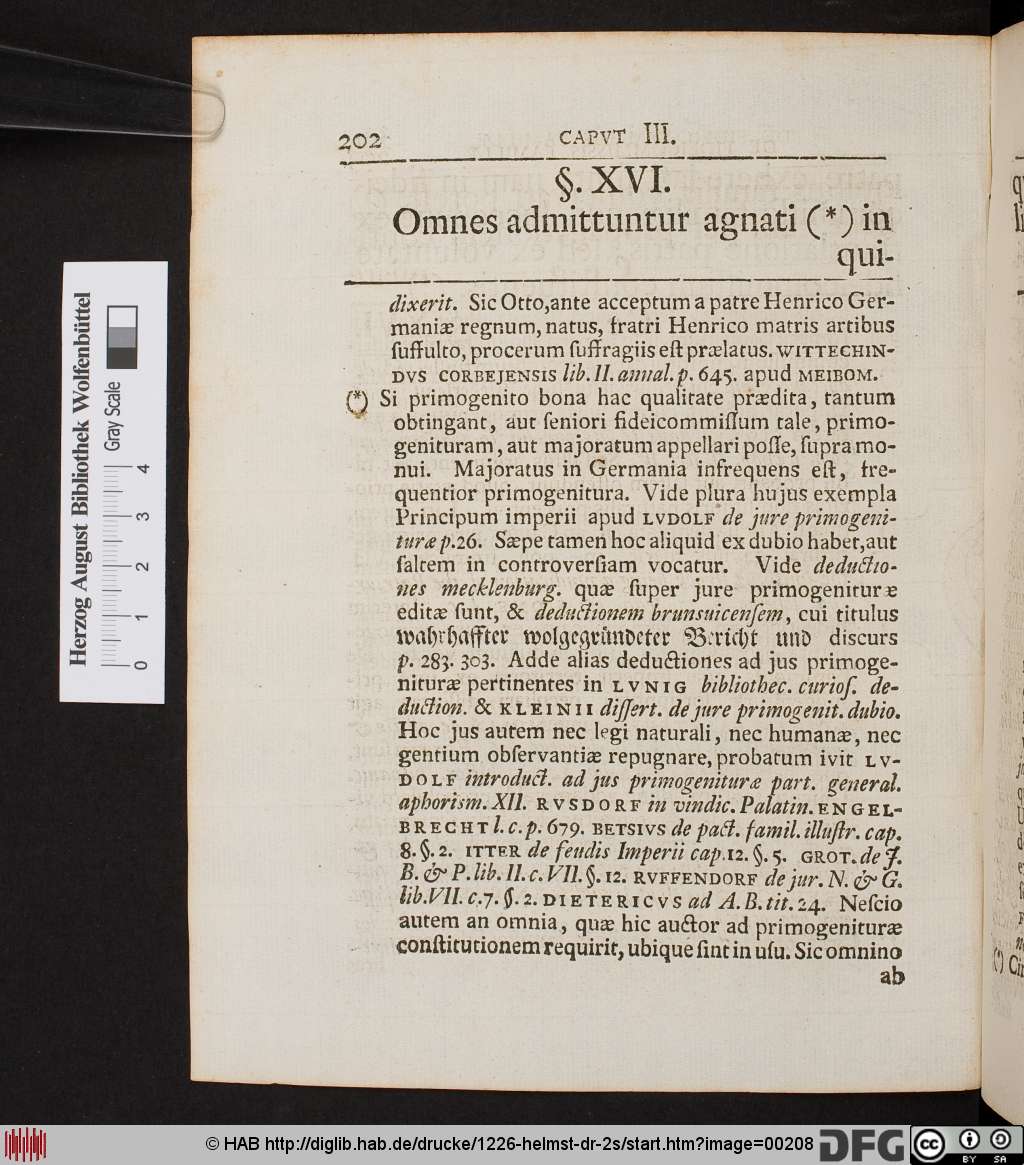 202 CAPVT III.
§. XVI.
Omnes admittuntur agnati (*) in
qui-
dixerit. Sic Otto, ante acceptum a patre Henrico Ger-
maniæ regnum, natus, fratri Henrico matris artibus
ſuffulto, procerum ſuffragiis eſt prælatus. WITTECHIN-
DVS CORBEJENSIS lib. II. annal. p. 645. apud MEIBOM.
(*) Si primogenito bona hac qualitate prædita, tantum
obtingant, aut ſeniori fideicommiſſum tale, primo-
genituram, aut majoratum appellari poſſe, ſupra mo-
nui. Majoratus in Germania infrequens eſt, fre-
quentior primogenitura. Vide plura hujus exempla
Principum imperii apud LVDOLF de jure primogeni-
turæ p. 26. Sæpe tamen hoc aliquid ex dubio habet, aut
ſaltem in controverſiam vocatur. Vide deductio-
nes mecklenburg. quæ ſuper jure primogenituræ
editæ ſunt, & deductionem brunsuicenſem, cui titulus
wahrhaffter wolgegründeter Bericht und discurs
p. 283. 303. Adde alias deductiones ad jus primoge-
nituræ pertinentes in LVNIG bibliothec. curioſ. de-
duction. & KLEINII diſſert. de jure primogenit. dubio.
Hoc jus autem nec legi naturali, nec humanæ, nec
gentium obſervantiæ repugnare, probatum ivit LV-
DOLF introduct. ad jus primogenituræ part. general.
aphorism. XII. RVSDORF in vindic. Palatin. ENGEL-
BRECHT l. c. p. 679. BETSIVS de pact. famil. illuſtr. cap.
8. §. 2. ITTER de feudis Imperii cap. 12. §. 5. GROT. de J.
B. & P. lib. II. c. VII. §. 12. RVFFENDORF de jur. N. & G.
lib. VII. c. 7. §. 2. DIETERICVS ad A. B. tit. 24. Neſcio
autem an omnia, quæ hic auctor ad primogenituræ
conſtitutionem requirit, ubique ſint in uſu. Sic omnino
ab
Herzog August Bibliothek Wolfenbüttel
Gray Scale
0 1 2 3 4
© HAB http://diglib.hab.de/drucke/1226-helmst-dr-2s/start.htm?image=00208 DFG cc BY SA